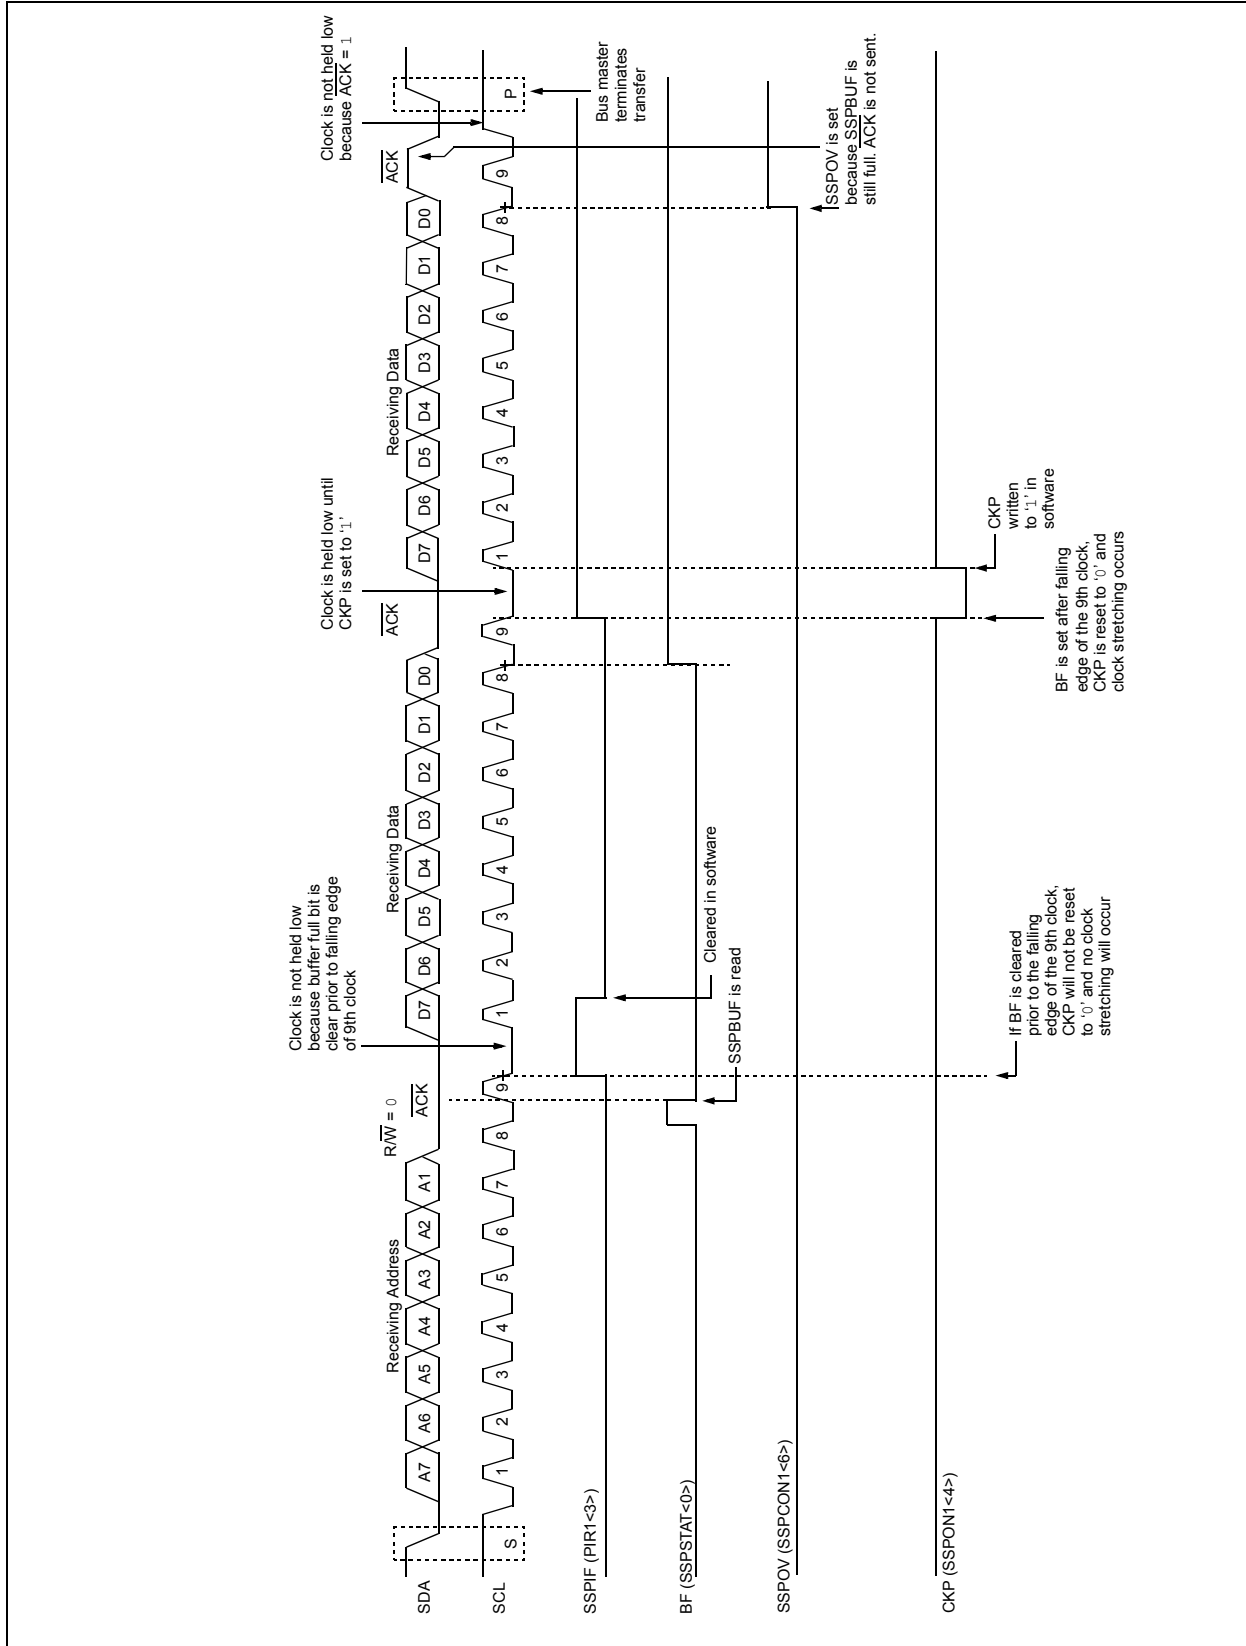 Clock is not held low
because ACK = 1
Clock is held low until
CKP is set to ‘1’
Clock is not held low
because buffer full bit is
clear prior to falling edge
of 9th clock
Receiving Address
R/W = 0
ACK
Receiving Data
ACK
Receiving Data
ACK
SDA
A7
A6
A5
A4
A3
A2
A1
D7
D6
D5
D4
D3
D2
D1
D0
D7
D6
D5
D4
D3
D2
D1
D0
SCL
S
1
2
3
4
5
6
7
8
9
1
2
3
4
5
6
7
8
9
1
2
3
4
5
6
7
8
9
P
Bus master
terminates
transfer
SSPIF (PIR1<3>)
Cleared in software
BF (SSPSTAT<0>)
SSPBUF is read
SSPOV (SSPCON1<6>)
SSPOV is set
because SSPBUF is
still full. ACK is not sent.
CKP (SSPON1<4>)
CKP
written
to ‘1’ in
software
If BF is cleared
prior to the falling
edge of the 9th clock,
CKP will not be reset
to ‘0’ and no clock
stretching will occur
BF is set after falling
edge of the 9th clock,
CKP is reset to ‘0’ and
clock stretching occurs